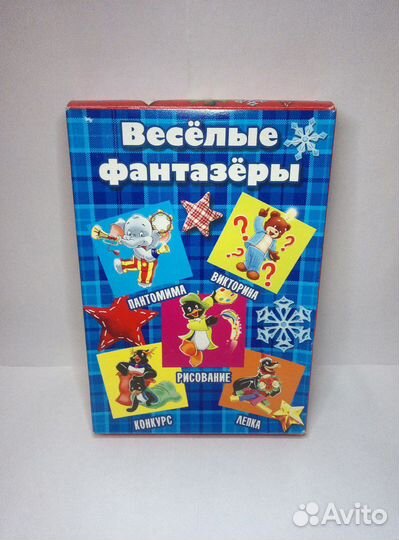 Весёлые
фантазёры
ПАНТОМИМА
ВИКТОРИНА
РИСОВАНИЕ
КОНКУРС
ЛЕПКА
Avito